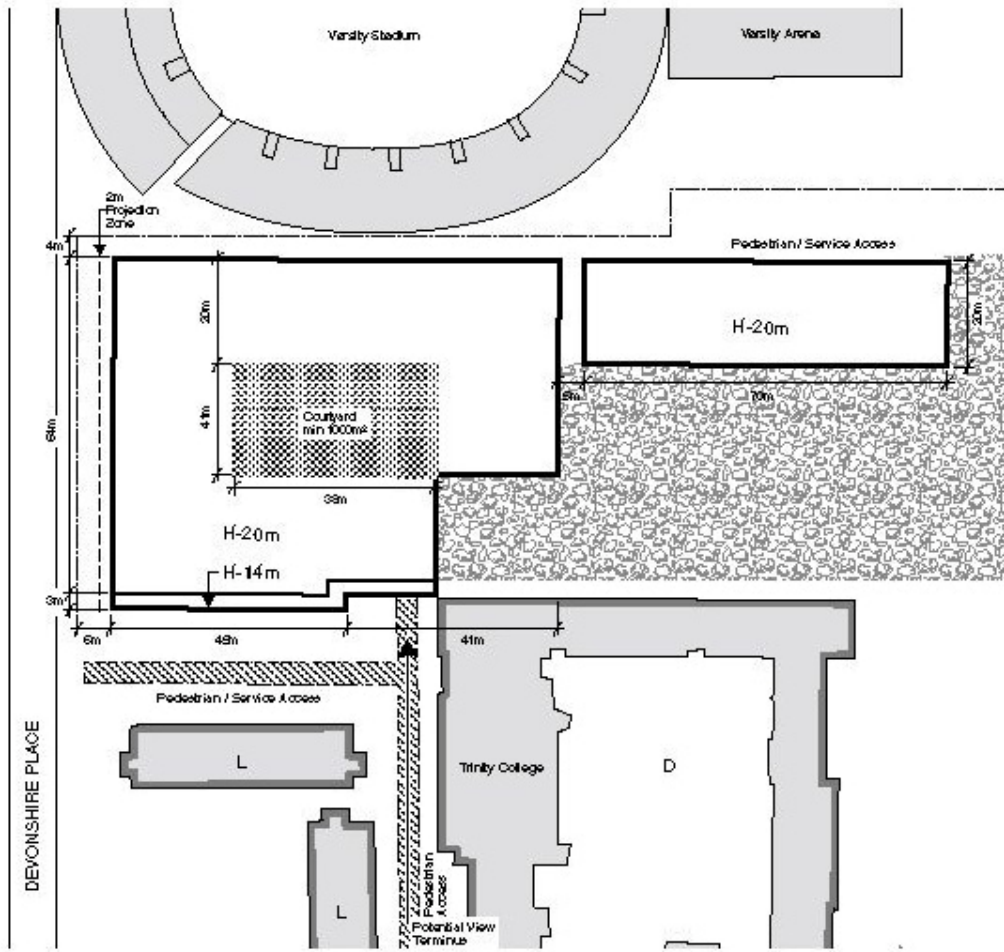 Varsity Stadium
Varsity Arena
2m
Projection
Zone
4m
Pedestrian / Service Access
20m
H-20m
20m
64m
41m
Courtyard
min 1000m²
5m
70m
38m
H-20m
H-14m
3m
6m
41m
Pedestrian / Service Access
DEVONSHIRE PLACE
L
Trinity College
D
L
Pedestrian
Access
Potential View
Terminus